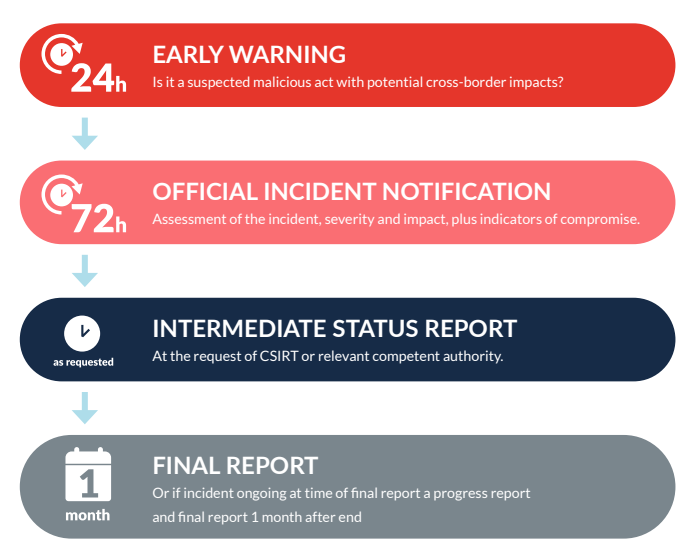 24h
EARLY WARNING
Is it a suspected malicious act with potential cross-border impacts?
72h
OFFICIAL INCIDENT NOTIFICATION
Assessment of the incident, severity and impact, plus indicators of compromise.
as requested
INTERMEDIATE STATUS REPORT
At the request of CSIRT or relevant competent authority.
1
month
FINAL REPORT
Or if incident ongoing at time of final report a progress report
and final report 1 month after end